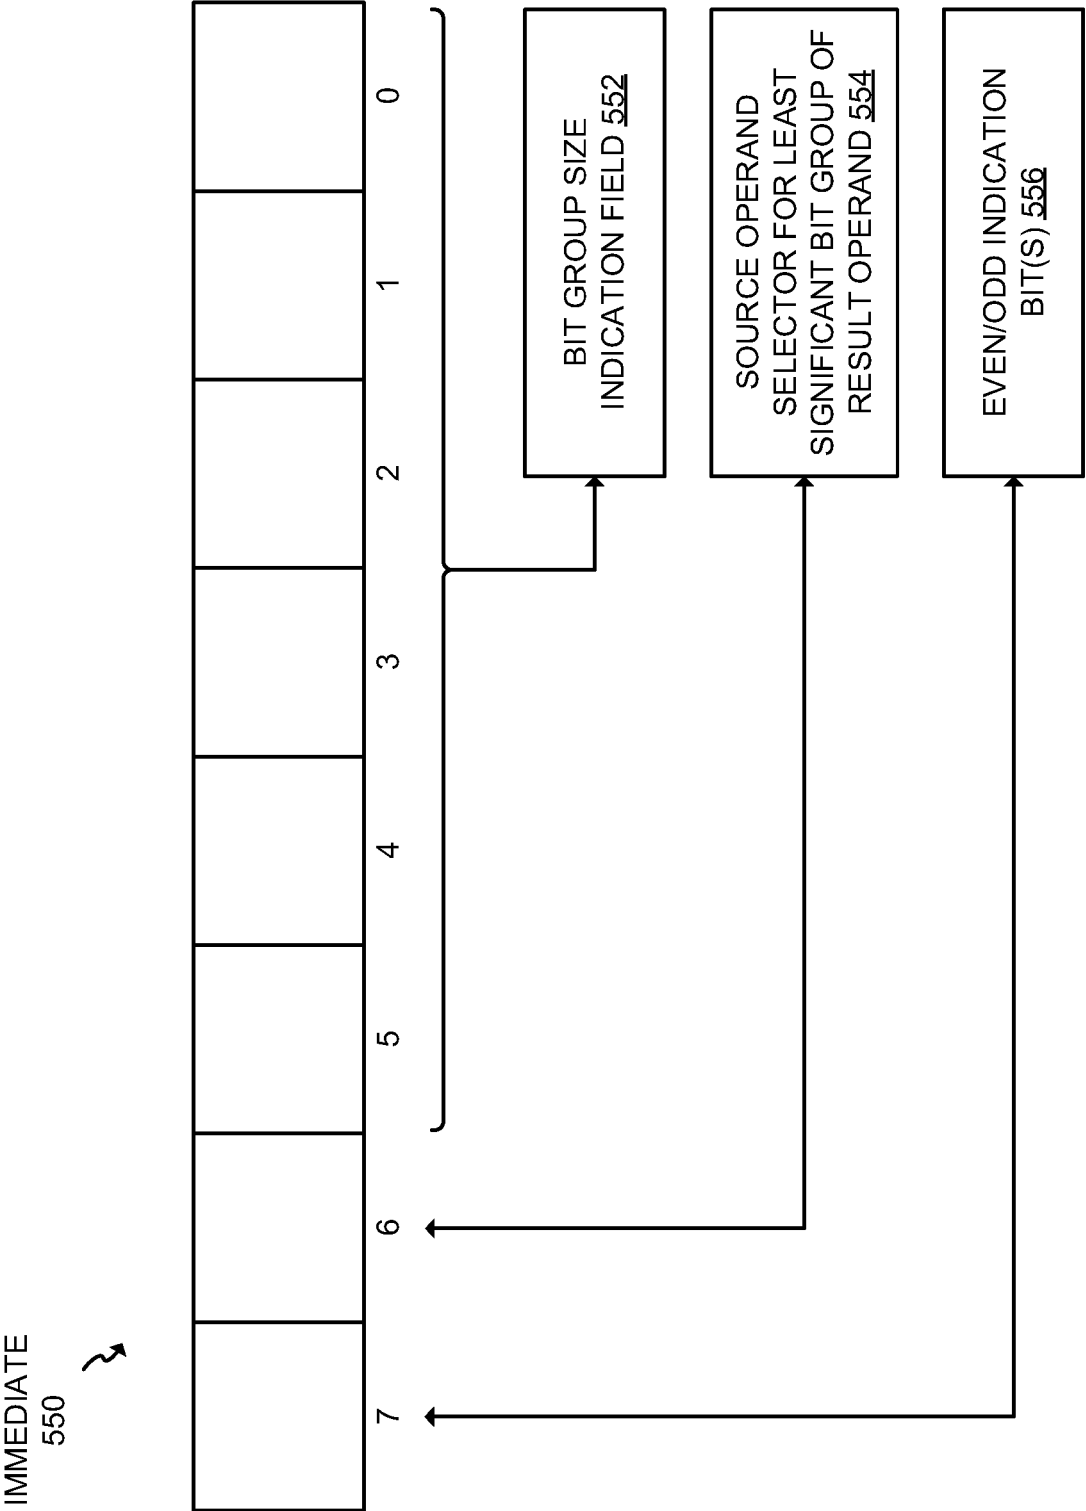 IMMEDIATE
550
7
6
5
4
3
2
1
0
BIT GROUP SIZE
INDICATION FIELD 552
SOURCE OPERAND
SELECTOR FOR LEAST
SIGNIFICANT BIT GROUP OF
RESULT OPERAND 554
EVEN/ODD INDICATION
BIT(S) 556